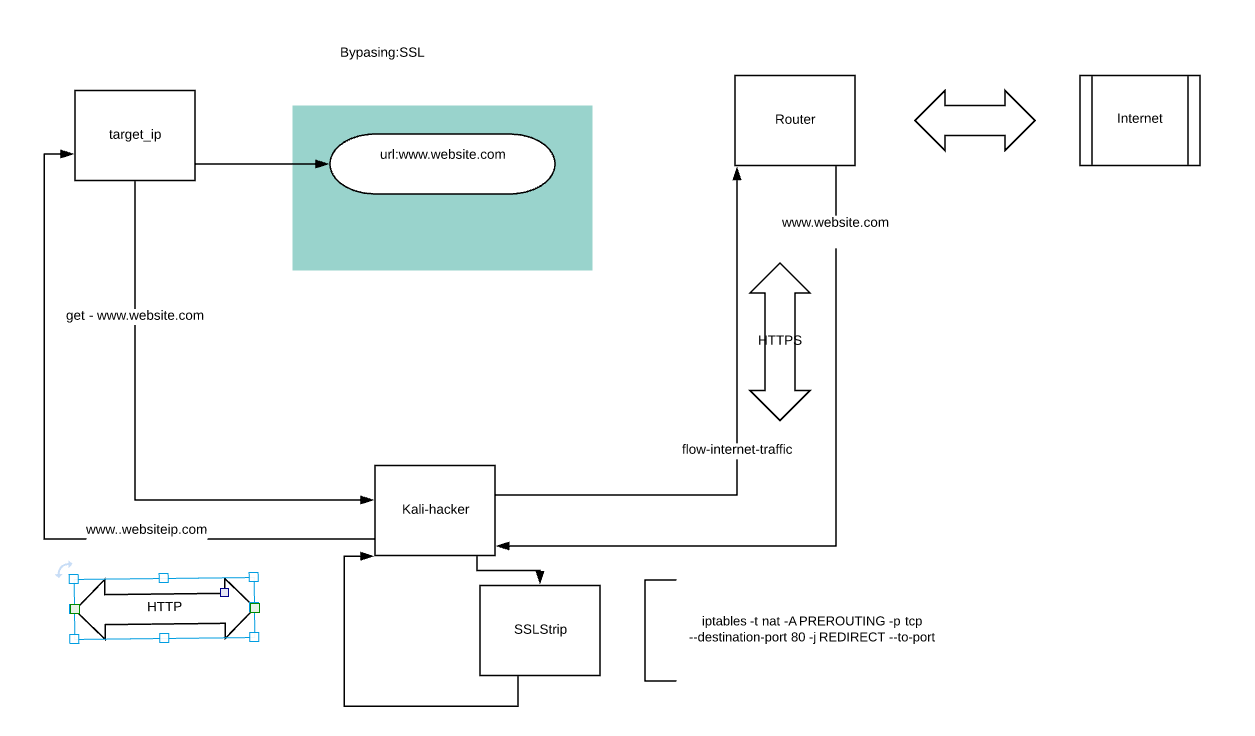 Bypasing:SSL
target_ip
url:www.website.com
Router
Internet
www.website.com
get - www.website.com
HTTPS
flow-internet-traffic
Kali-hacker
www..websiteip.com
HTTP
SSLStrip
iptables -t nat -A PREROUTING -p tcp
--destination-port 80 -j REDIRECT --to-port